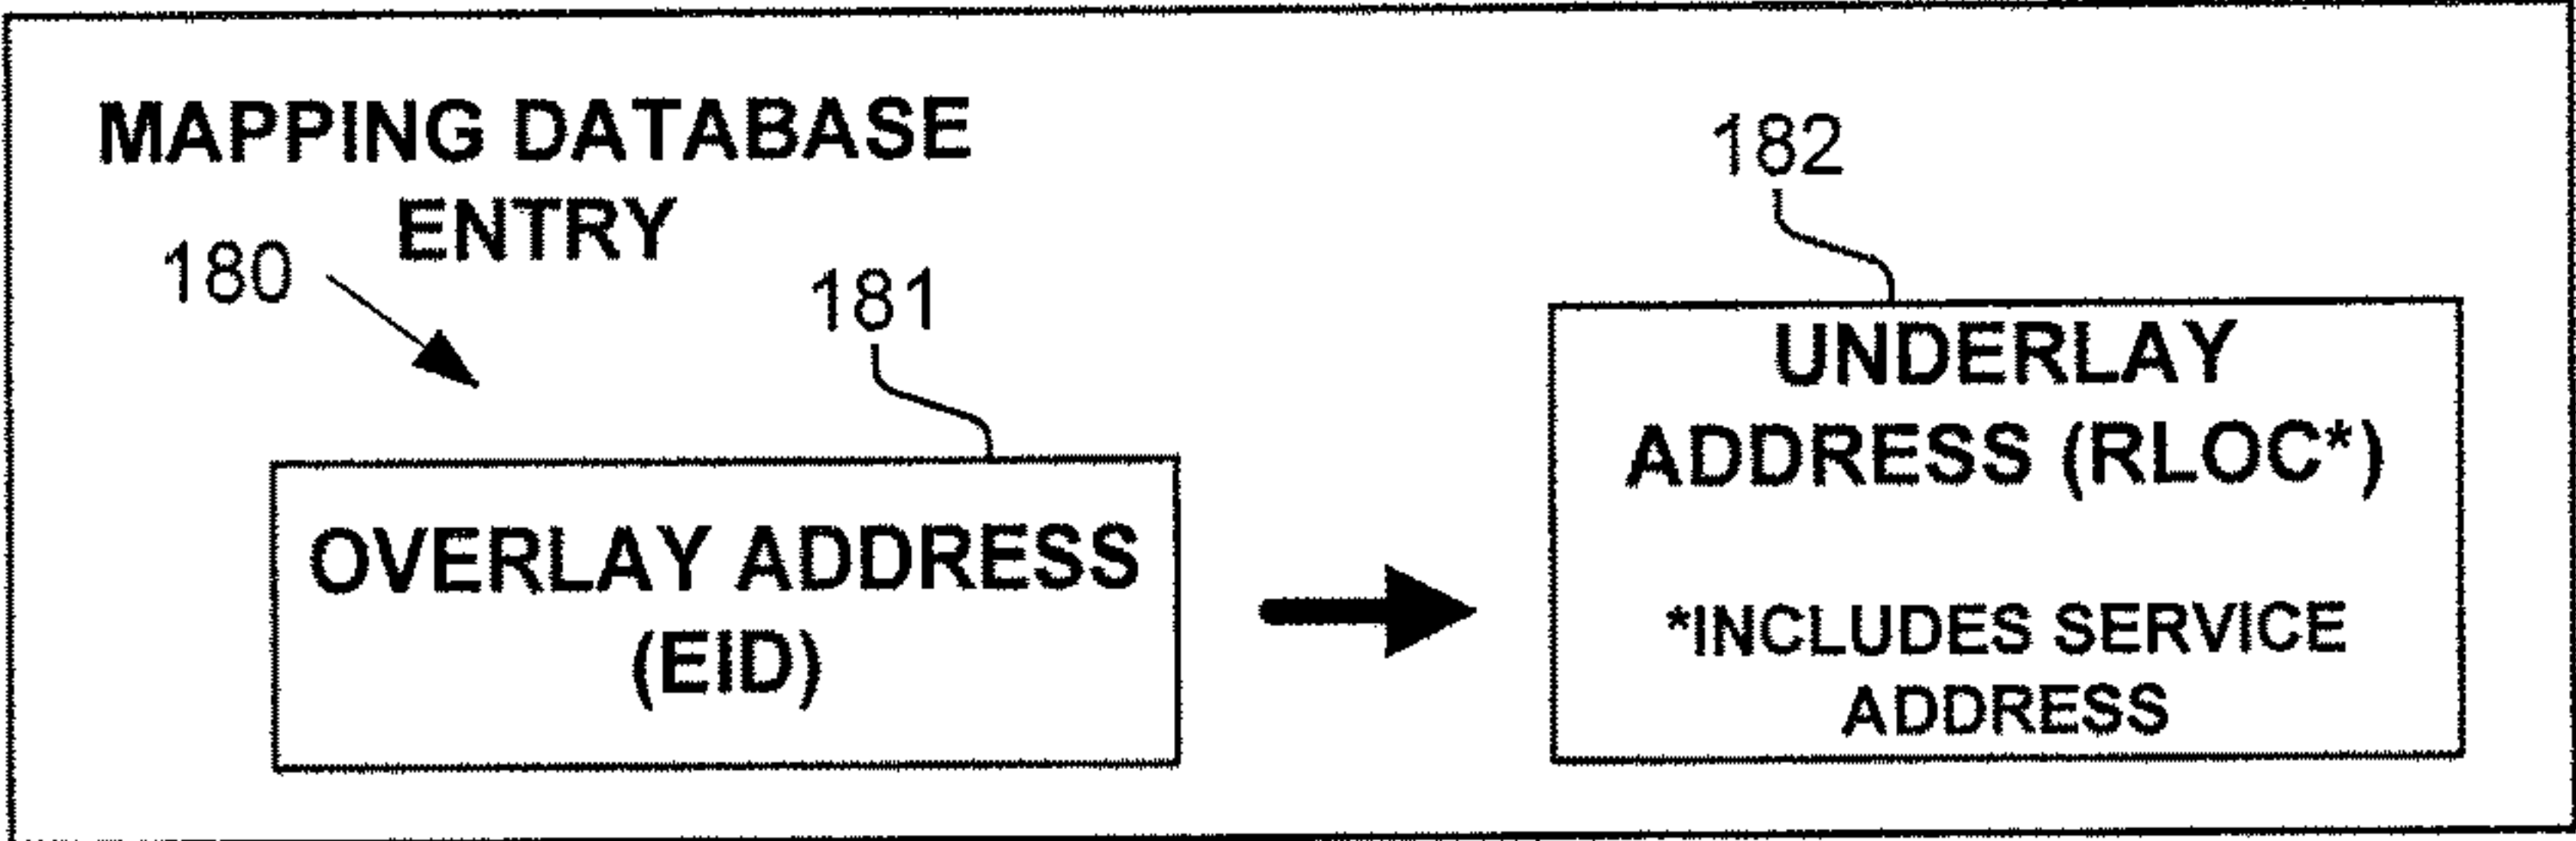 MAPPING DATABASE
ENTRY
180
181
OVERLAY ADDRESS
(EID)
182
UNDERLAY
ADDRESS (RLOC*)
*INCLUDES SERVICE
ADDRESS